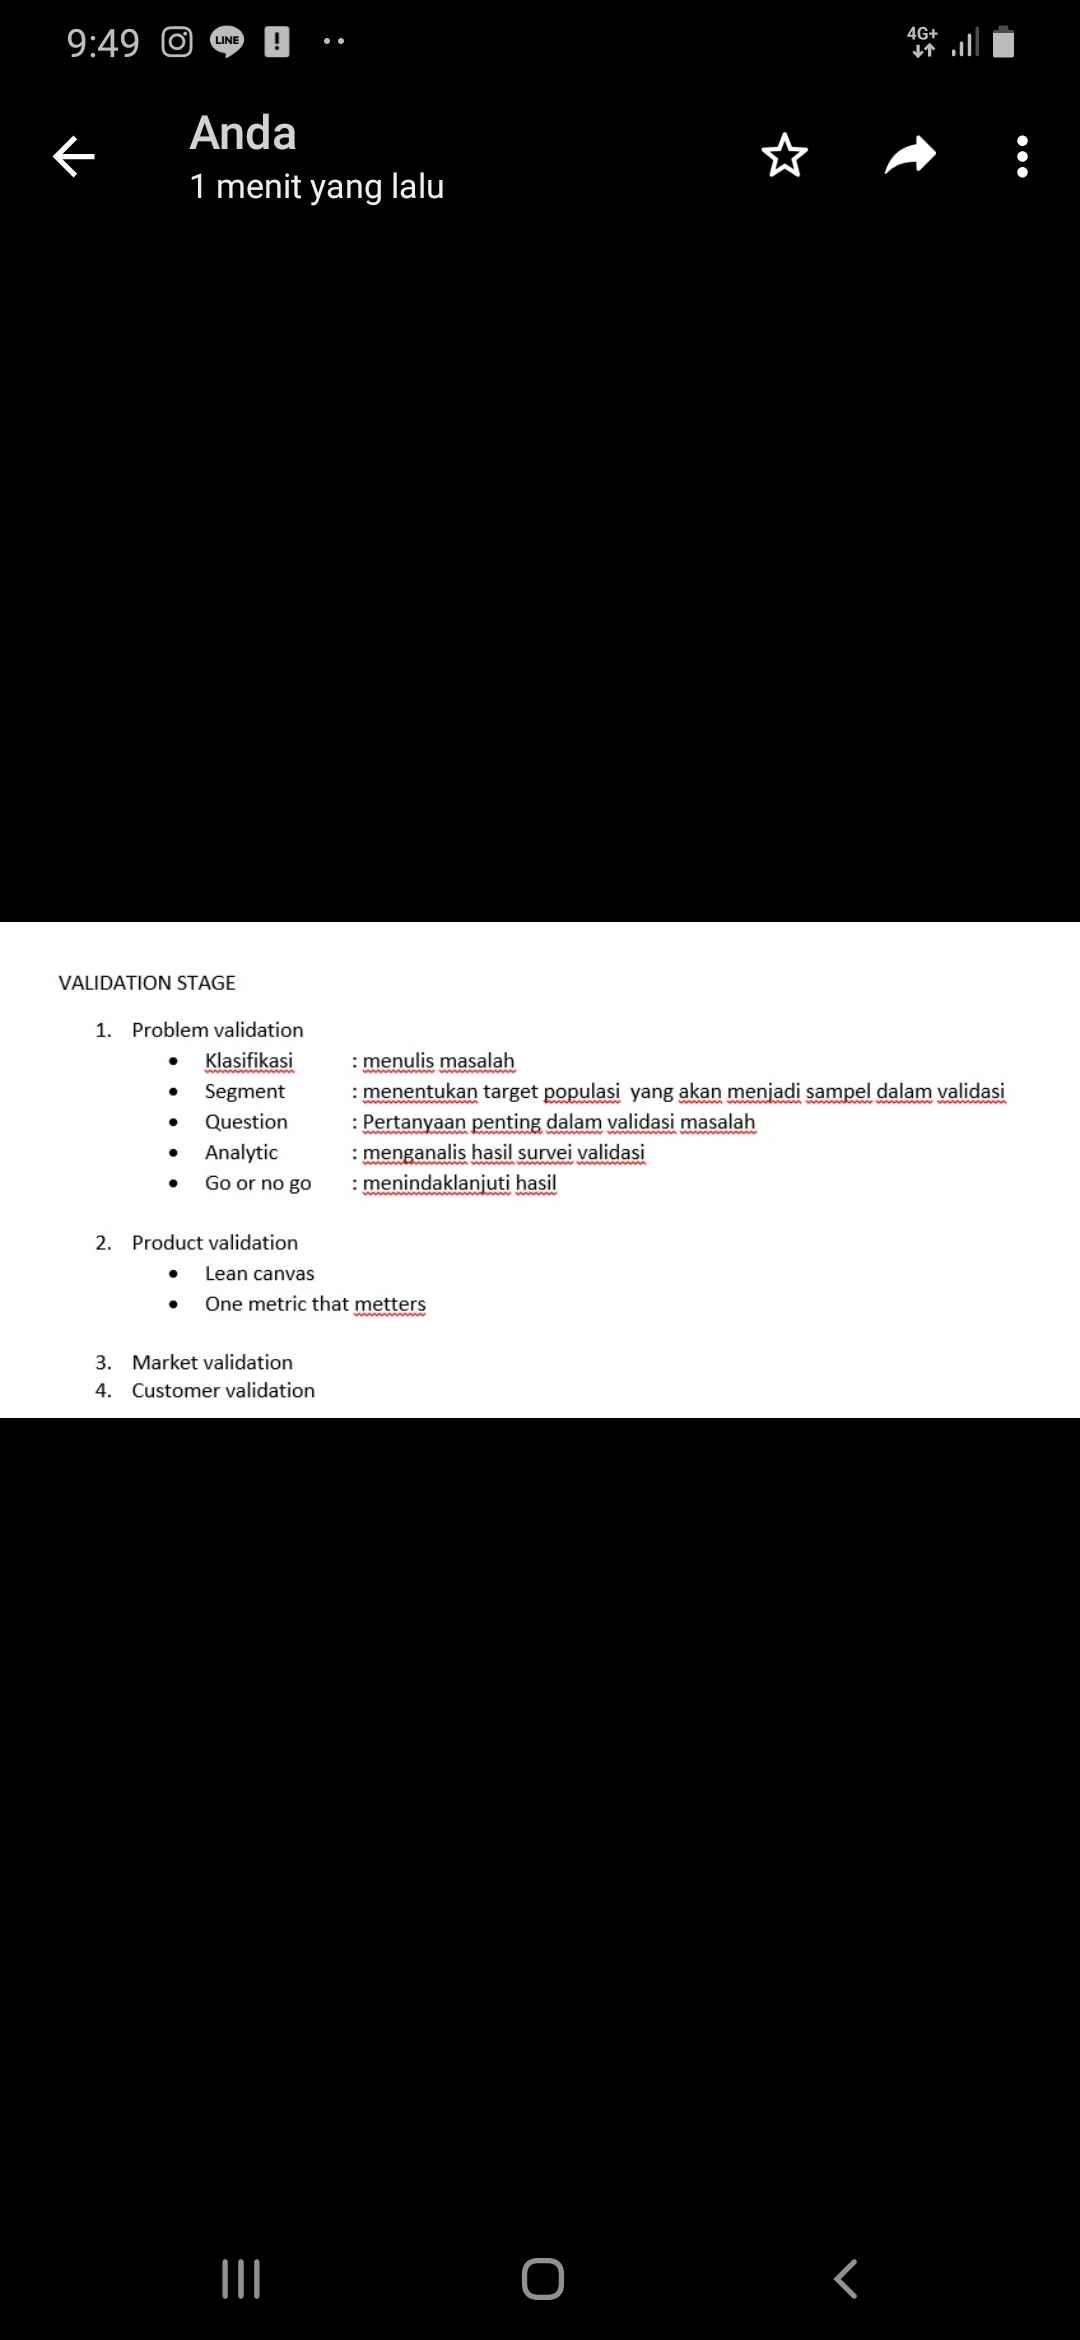 9:49 LINE 4G+
Anda
1 menit yang lalu
VALIDATION STAGE
1. Problem validation
• Klasifikasi : menulis masalah
• Segment : menentukan target populasi yang akan menjadi sampel dalam validasi
• Question : Pertanyaan penting dalam validasi masalah
• Analytic : menganalis hasil survei validasi
• Go or no go : menindaklanjuti hasil
2. Product validation
• Lean canvas
• One metric that metters
3. Market validation
4. Customer validation